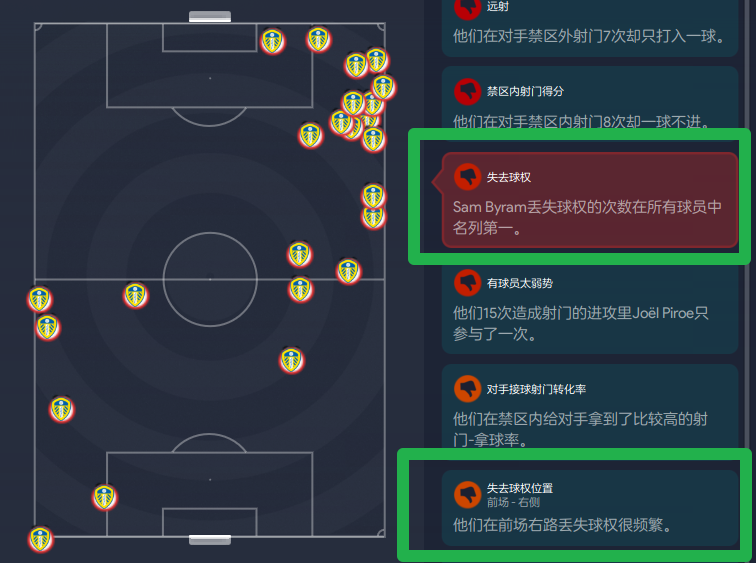 远射
他们在对手禁区外射门7次却只打入一球。
禁区内射门得分
他们在对手禁区内射门8次却一球不进。
失去球权
Sam Byram丢失球权的次数在所有球员中
名列第一。
有球员太弱势
他们15次造成射门的进攻里Joël Piroe只
参与了一次。
对手接球射门转化率
他们在禁区内给对手拿到了比较高的射
门-拿球率。
失去球权位置
前场 - 右侧
他们在前场右路丢失球权很频繁。